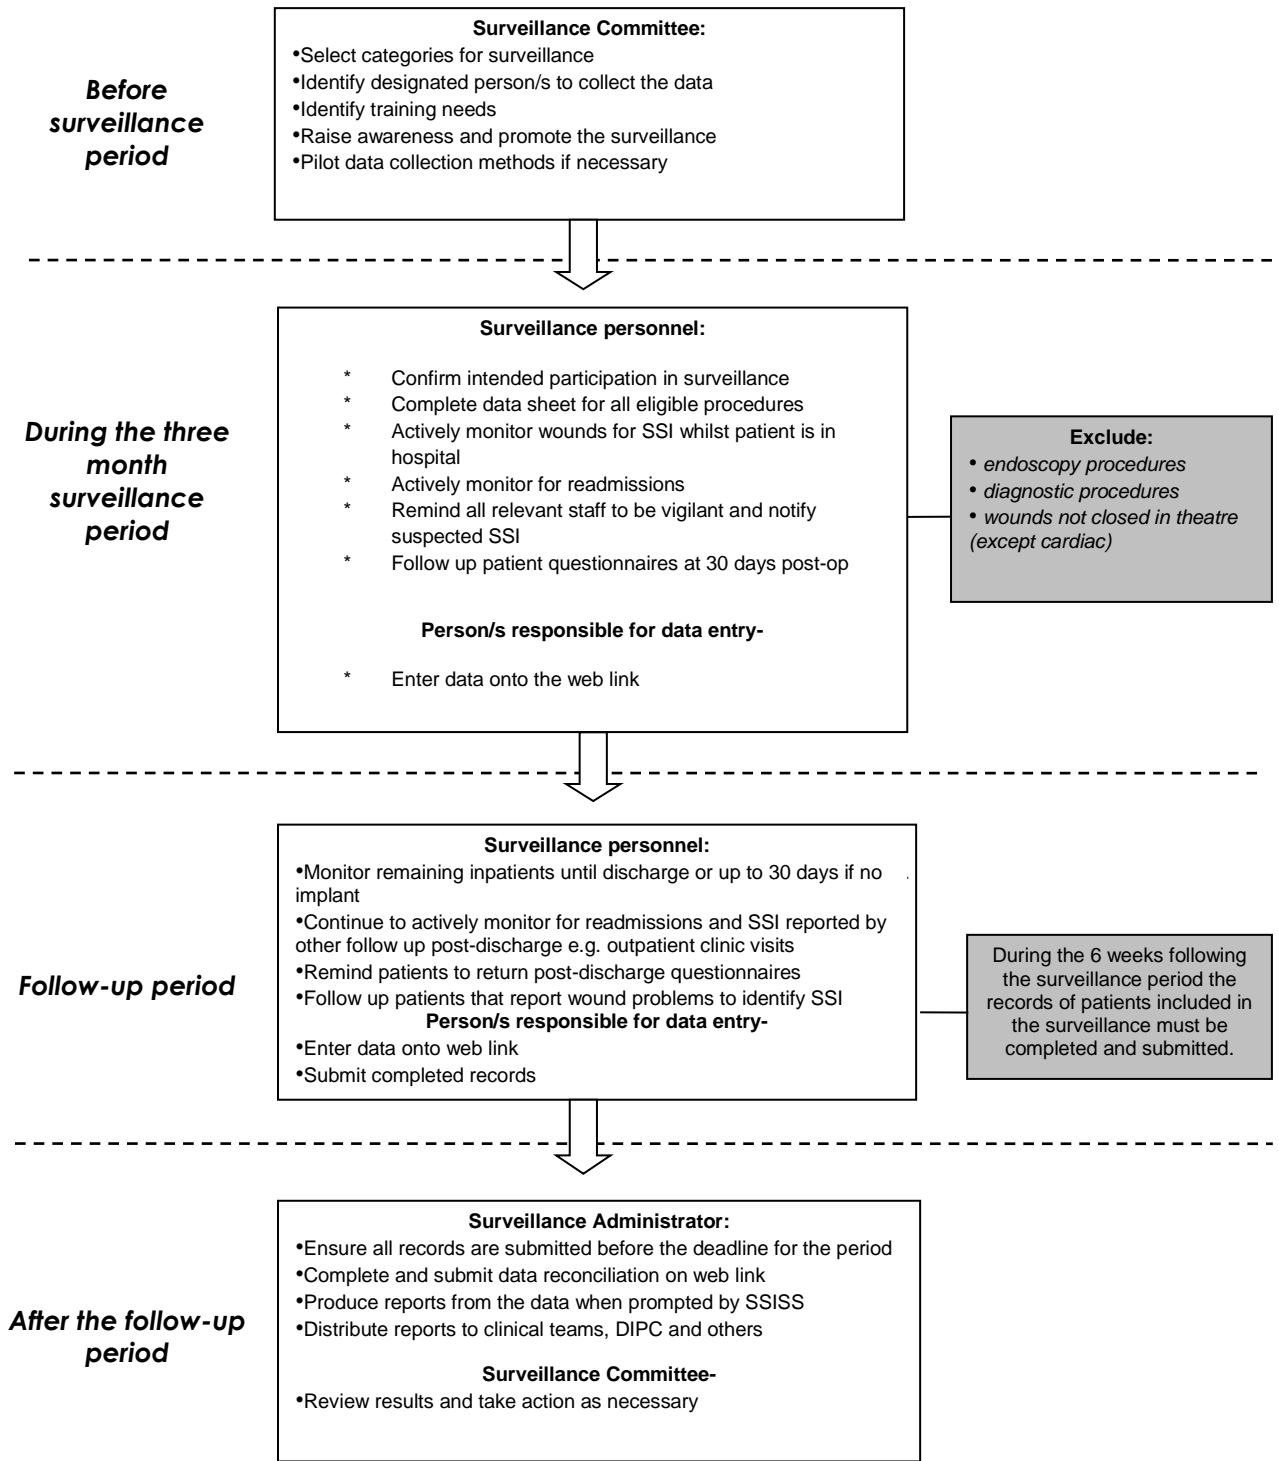 Before
surveillance
period
Surveillance Committee:
•Select categories for surveillance
•Identify designated person/s to collect the data
•Identify training needs
•Raise awareness and promote the surveillance
•Pilot data collection methods if necessary
During the three
month
surveillance
period
Surveillance personnel:
* Confirm intended participation in surveillance
* Complete data sheet for all eligible procedures
* Actively monitor wounds for SSI whilst patient is in
hospital
* Actively monitor for readmissions
* Remind all relevant staff to be vigilant and notify
suspected SSI
* Follow up patient questionnaires at 30 days post-op
Person/s responsible for data entry-
* Enter data onto the web link
Exclude:
• endoscopy procedures
• diagnostic procedures
• wounds not closed in theatre
(except cardiac)
Follow-up period
Surveillance personnel:
•Monitor remaining inpatients until discharge or up to 30 days if no .
implant
•Continue to actively monitor for readmissions and SSI reported by
other follow up post-discharge e.g. outpatient clinic visits
•Remind patients to return post-discharge questionnaires
•Follow up patients that report wound problems to identify SSI
Person/s responsible for data entry-
•Enter data onto web link
•Submit completed records
During the 6 weeks following
the surveillance period the
records of patients included in
the surveillance must be
completed and submitted.
After the follow-up
period
Surveillance Administrator:
•Ensure all records are submitted before the deadline for the period
•Complete and submit data reconciliation on web link
•Produce reports from the data when prompted by SSISS
•Distribute reports to clinical teams, DIPC and others
Surveillance Committee-
•Review results and take action as necessary